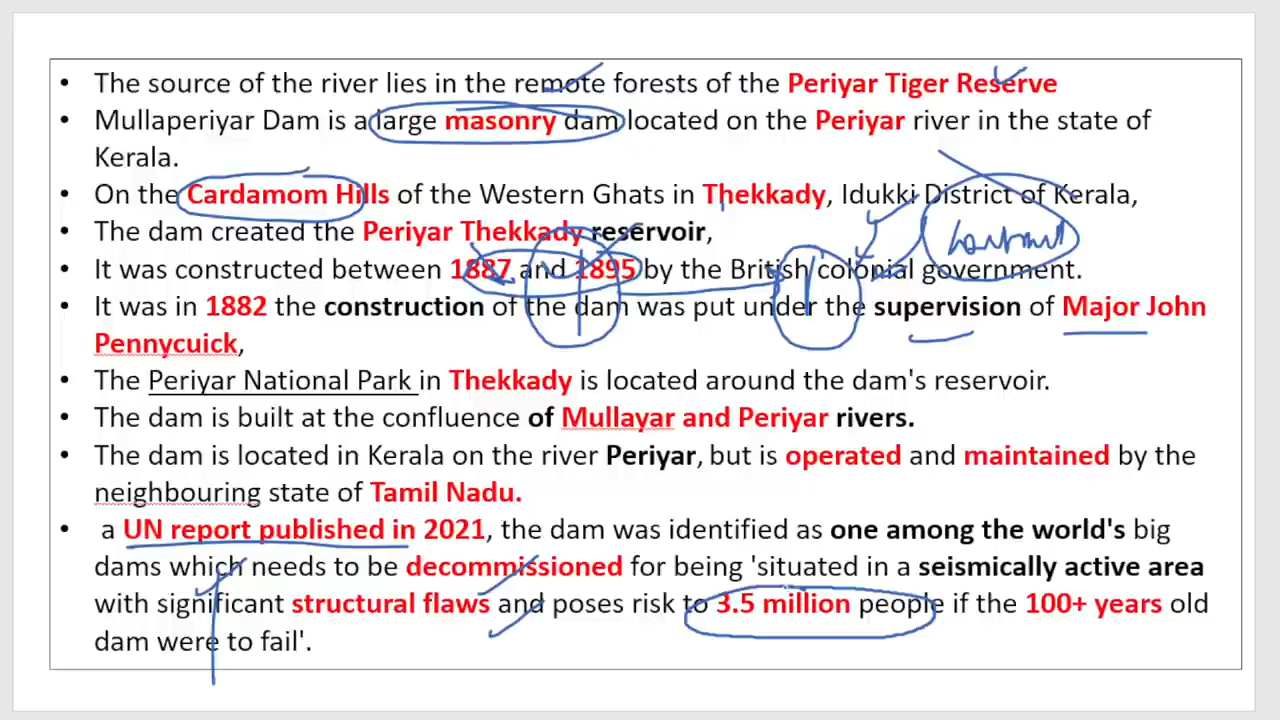 • The source of the river lies in the remote forests of the Periyar Tiger Reserve
• Mullaperiyar Dam is a large masonry dam located on the Periyar river in the state of
Kerala.
• On the Cardamom Hills of the Western Ghats in Thekkady, Idukki District of Kerala,
• The dam created the Periyar Thekkady reservoir,
• It was constructed between 1887 and 1895 by the British colonial government.
• It was in 1882 the construction of the dam was put under the supervision of Major John
Pennycuick,
• The Periyar National Park in Thekkady is located around the dam's reservoir.
• The dam is built at the confluence of Mullayar and Periyar rivers.
• The dam is located in Kerala on the river Periyar, but is operated and maintained by the
neighbouring state of Tamil Nadu.
• a UN report published in 2021, the dam was identified as one among the world's big
dams which needs to be decommissioned for being 'situated in a seismically active area
with significant structural flaws and poses risk to 3.5 million people if the 100+ years old
dam were to fail'.